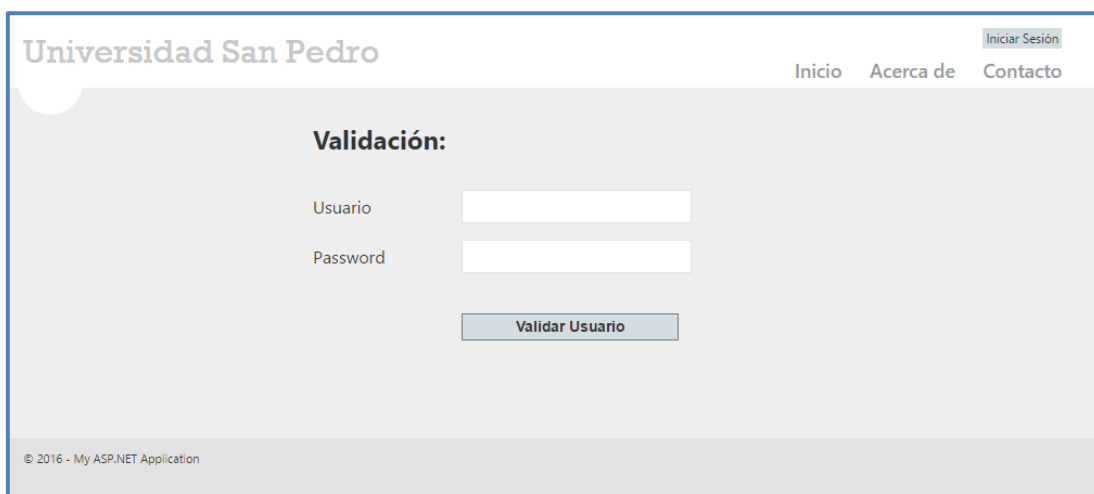 Universidad San Pedro
Iniciar Sesión
Inicio Acerca de Contacto
Validación:
Usuario
Password
Validar Usuario
© 2016 - My ASP.NET Application